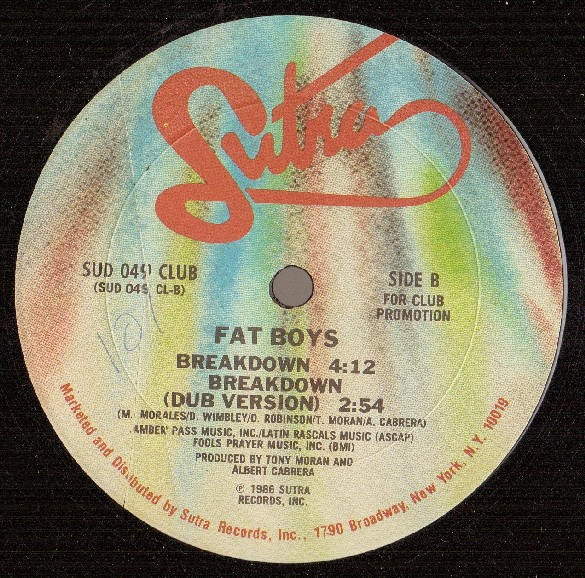 Sutra
SUD 049 CLUB
(SUD 049 CL-B)
SIDE B
FOR CLUB
PROMOTION
FAT BOYS
BREAKDOWN 4:12
BREAKDOWN
(DUB VERSION) 2:54
(M. MORALES/D. WIMBLEY/D. ROBINSON/T. MORAN/A. CABRERA)
AMBER PASS MUSIC, INC./LATIN RASCALS MUSIC (ASCAP)
FOOLS PRAYER MUSIC, INC. (BMI)
PRODUCED BY TONY MORAN AND
ALBERT CABRERA
℗ 1986 SUTRA
RECORDS, INC.
Marketed and Distributed by Sutra Records, Inc., 1790 Broadway, New York, N.Y. 10019